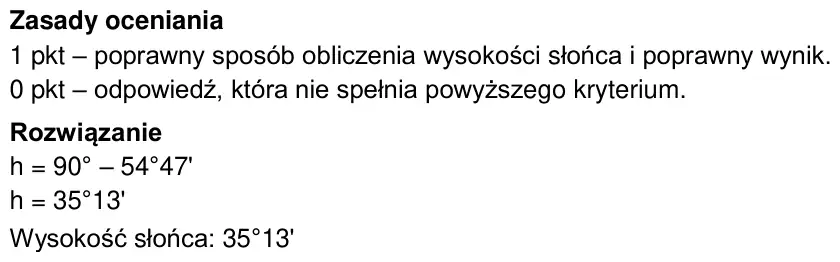 Zasady oceniania
1 pkt – poprawny sposób obliczenia wysokości słońca i poprawny wynik.
0 pkt – odpowiedź, która nie spełnia powyższego kryterium.
Rozwiązanie
h = 90° – 54°47'
h = 35°13'
Wysokość słońca: 35°13'